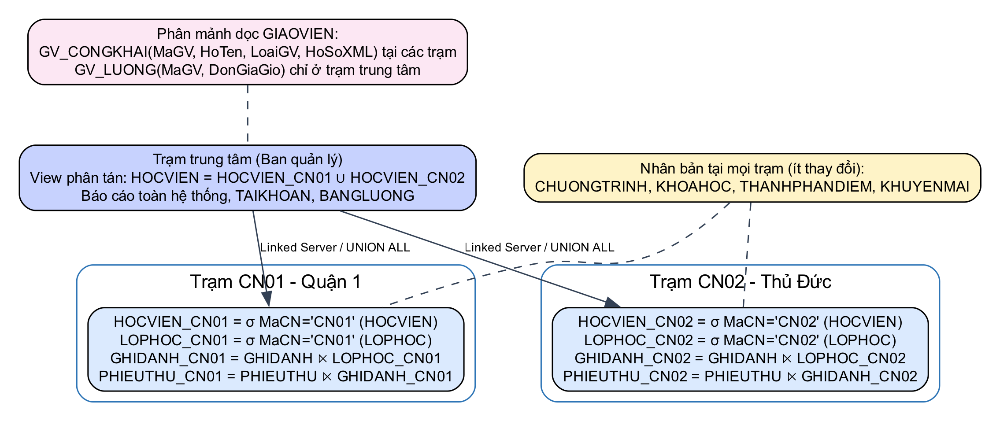 Phân mảnh dọc GIAOVIEN:
GV_CONGKHAI(MaGV, HoTen, LoaiGV, HoSoXML) tại các trạm
GV_LUONG(MaGV, DonGiaGio) chỉ ở trạm trung tâm
Trạm trung tâm (Ban quản lý)
View phân tán: HOCVIEN = HOCVIEN_CN01 ∪ HOCVIEN_CN02
Báo cáo toàn hệ thống, TAIKHOAN, BANGLUONG
Nhân bản tại mọi trạm (ít thay đổi):
CHUONGTRINH, KHOAHOC, THANHPHANDIEM, KHUYENMAI
Linked Server / UNION ALL
Linked Server / UNION ALL
Trạm CN01 - Quận 1
HOCVIEN_CN01 = σ MaCN='CN01' (HOCVIEN)
LOPHOC_CN01 = σ MaCN='CN01' (LOPHOC)
GHIDANH_CN01 = GHIDANH ⋉ LOPHOC_CN01
PHIEUTHU_CN01 = PHIEUTHU ⋉ GHIDANH_CN01
Trạm CN02 - Thủ Đức
HOCVIEN_CN02 = σ MaCN='CN02' (HOCVIEN)
LOPHOC_CN02 = σ MaCN='CN02' (LOPHOC)
GHIDANH_CN02 = GHIDANH ⋉ LOPHOC_CN02
PHIEUTHU_CN02 = PHIEUTHU ⋉ GHIDANH_CN02